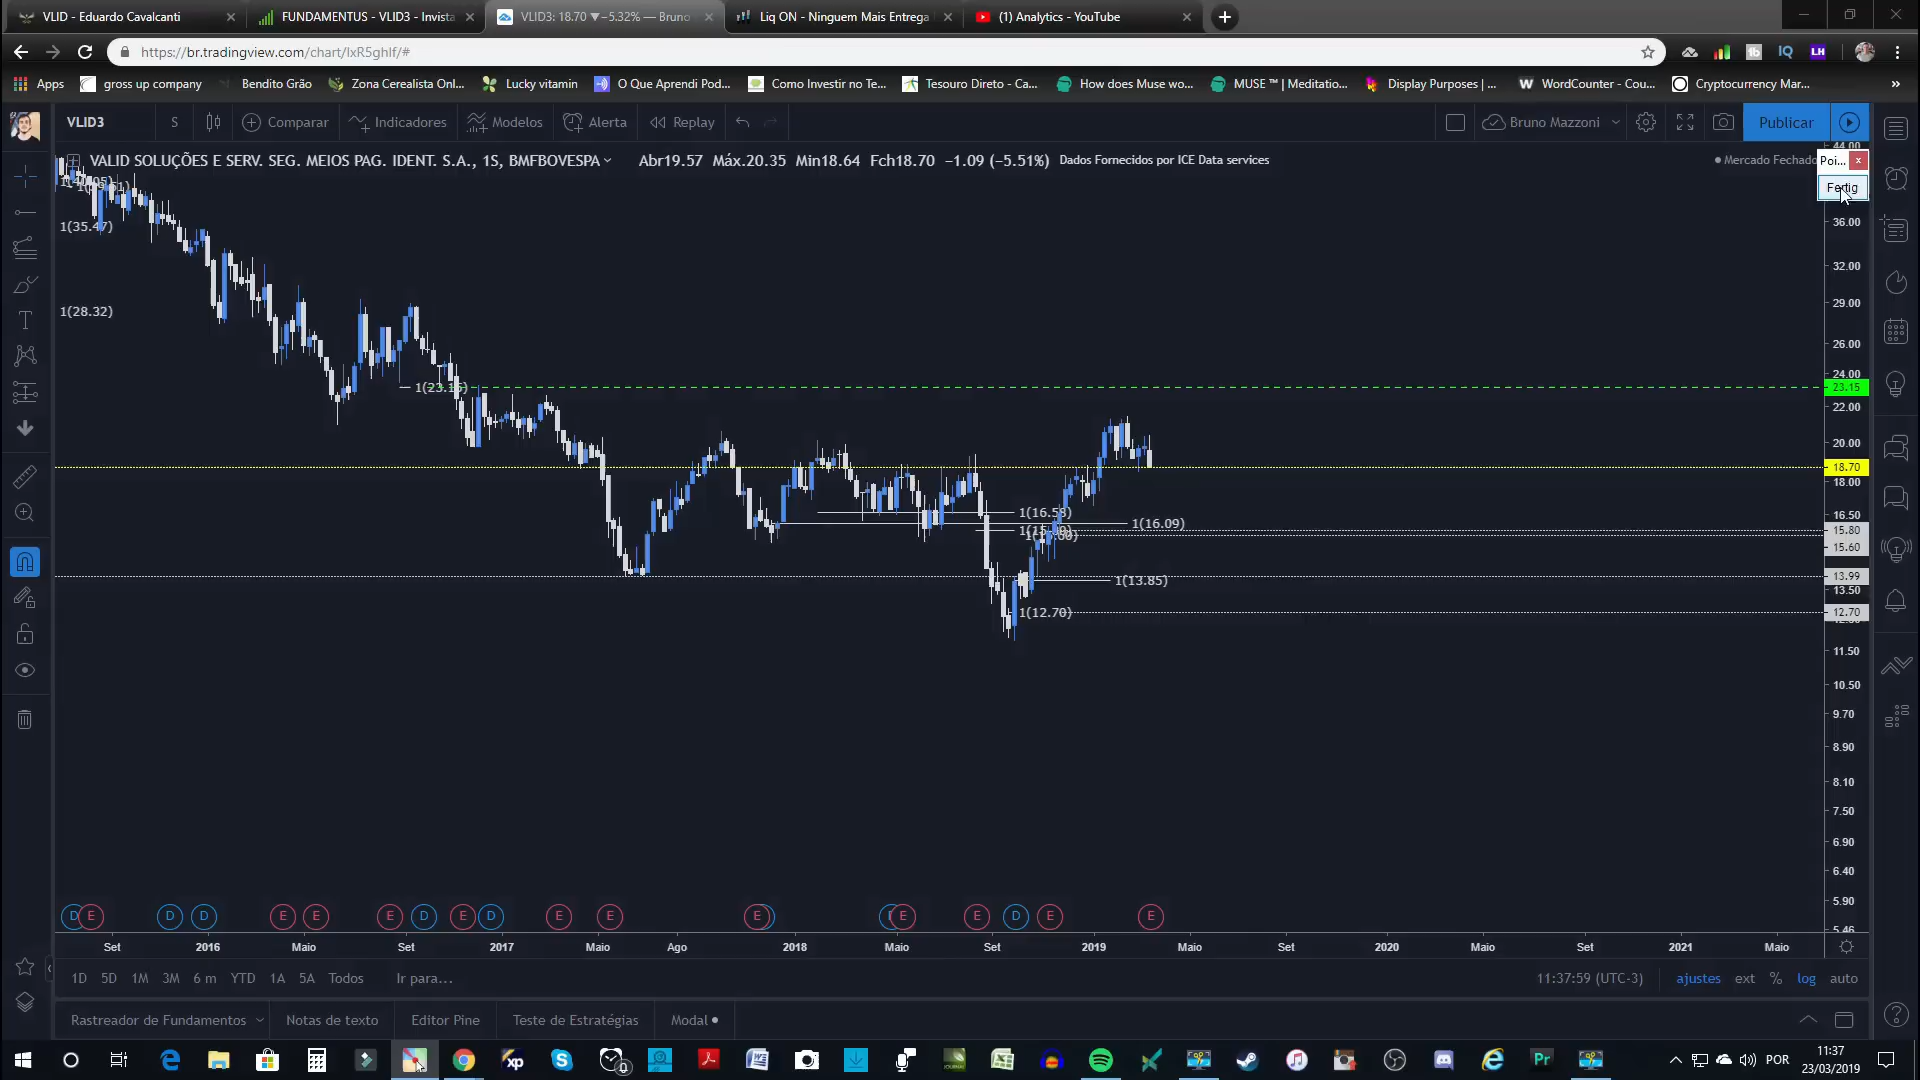 VLID - Eduardo Cavalcanti
FUNDAMENTUS - VLID3 - Invista
VLID3: 18.70 ▼−5.32% — Bruno
Liq ON - Ninguem Mais Entrega
(1) Analytics - YouTube
https://br.tradingview.com/chart/IxR5ghIf/#
Apps
gross up company
Bendito Grão
Zona Cerealista Onl...
Lucky vitamin
O Que Aprendi Pod...
Como Investir no Te...
Tesouro Direto - Ca...
How does Muse wo...
MUSE ™ | Meditatio...
Display Purposes | ...
WordCounter - Cou...
Cryptocurrency Mar...
VLID3
S
Comparar
Indicadores
Modelos
Alerta
Replay
Bruno Mazzoni
Publicar
VALID SOLUÇÕES E SERV. SEG. MEIOS PAG. IDENT. S.A., 1S, BMFBOVESPA
Abr19.57 Máx.20.35 Min18.64 Fch18.70 −1.09 (−5.51%)
Dados Fornecidos por ICE Data services
Mercado Fechado
Poi...
Fertig
1(35.47)
1(28.32)
1(23.15)
1(16.58)
1(16.09)
1(13.85)
1(12.70)
44.00
36.00
32.00
29.00
26.00
24.00
23.15
22.00
20.00
18.70
18.00
16.50
15.80
15.60
13.99
13.50
12.70
11.50
10.50
9.70
8.90
8.10
7.50
6.90
6.40
5.90
5.46
D E D D E E E D E D E E E E E D E E
Set 2016 Maio Set 2017 Maio Ago 2018 Maio Set 2019 Maio Set 2020 Maio Set 2021 Maio
1D 5D 1M 3M 6 m YTD 1A 5A Todos
Ir para...
11:37:59 (UTC-3)
ajustes ext % log auto
Rastreador de Fundamentos
Notas de texto
Editor Pine
Teste de Estratégias
Modal
POR
11:37
23/03/2019